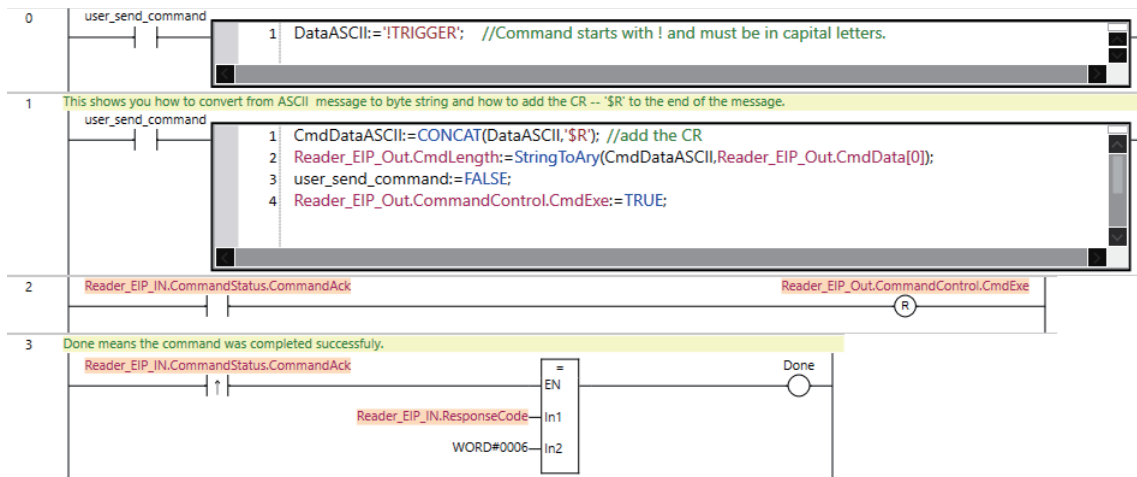 0
user_send_command
1 DataASCII:='!TRIGGER'; //Command starts with ! and must be in capital letters.
1
This shows you how to convert from ASCII message to byte string and how to add the CR -- '$R' to the end of the message.
user_send_command
1 CmdDataASCII:=CONCAT(DataASCII,'$R'); //add the CR
2 Reader_EIP_Out.CmdLength:=StringToAry(CmdDataASCII,Reader_EIP_Out.CmdData[0]);
3 user_send_command:=FALSE;
4 Reader_EIP_Out.CommandControl.CmdExe:=TRUE;
2
Reader_EIP_IN.CommandStatus.CommandAck Reader_EIP_Out.CommandControl.CmdExe
R
3
Done means the command was completed successfuly.
Reader_EIP_IN.CommandStatus.CommandAck = Done
↑ EN
Reader_EIP_IN.ResponseCode In1
WORD#0006 In2